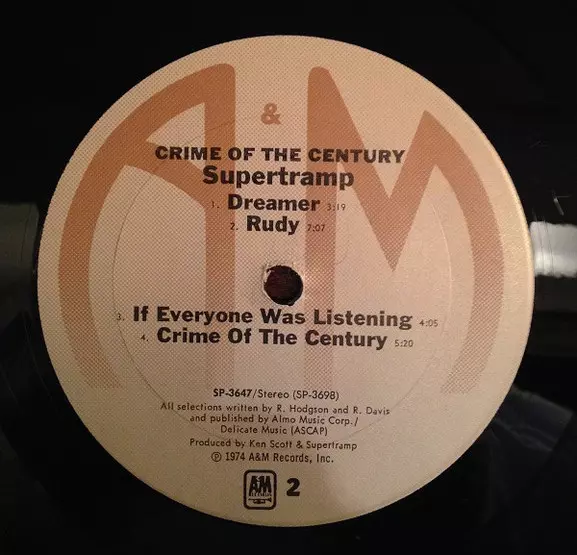 A & M
CRIME OF THE CENTURY
Supertramp
1. Dreamer 3:19
2. Rudy 7:07
3. If Everyone Was Listening 4:05
4. Crime Of The Century 5:20
SP-3647/Stereo (SP-3698)
All selections written by R. Hodgson and R. Davis
and published by Almo Music Corp./
Delicate Music (ASCAP)
Produced by Ken Scott & Supertramp
℗ 1974 A&M Records, Inc.
A&M
RECORDS
2